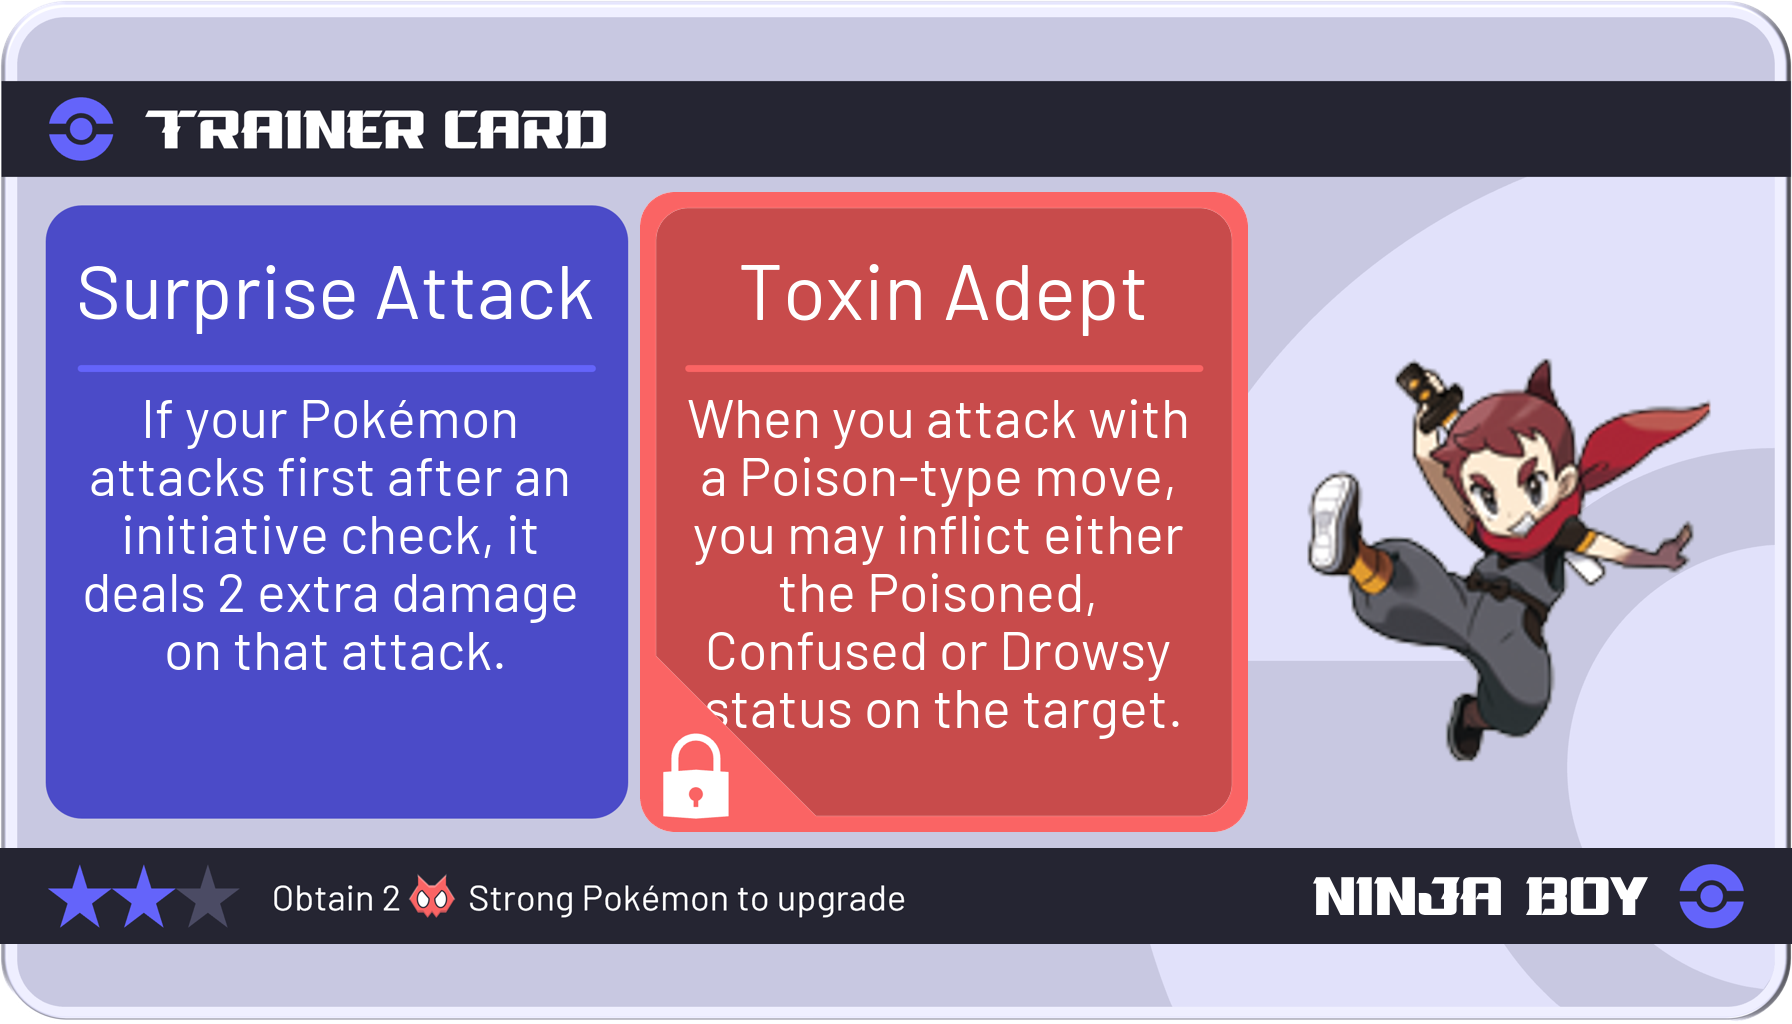 TRAINER CARD
Surprise Attack
If your Pokémon
attacks first after an
initiative check, it
deals 2 extra damage
on that attack.
Toxin Adept
When you attack with
a Poison-type move,
you may inflict either
the Poisoned,
Confused or Drowsy
status on the target.
Obtain 2 Strong Pokémon to upgrade
NINJA BOY